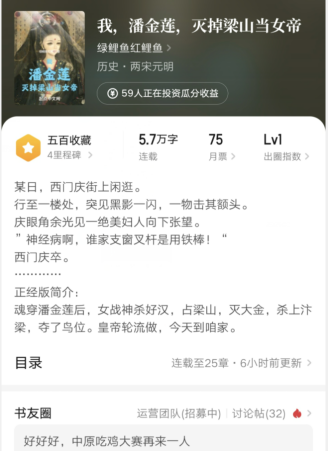 我，潘金莲，灭掉梁山当女帝
潘金莲
灭掉梁山当女帝
绿鲤鱼红鲤鱼 >
历史·两宋元明
59人正在投资瓜分收益
五百收藏
4里程碑 >
5.7万字
连载
75
月票 >
Lv1
出圈指数 >
某日，西门庆街上闲逛。
行至一楼处，突见黑影一闪，一物击其额头。
庆眼角余光见一绝美妇人向下张望。
"神经病啊，谁家支窗叉杆是用铁棒！"
西门庆卒。
…………
正经版简介：
魂穿潘金莲后，女战神杀好汉，占梁山，灭大金，杀上汴
梁，夺了鸟位。皇帝轮流做，今天到咱家。
目录
连载至25章·6小时前更新 >
书友圈
运营团队(招募中) | 讨论帖(32) >
好好好，中原吃鸡大赛再来一人